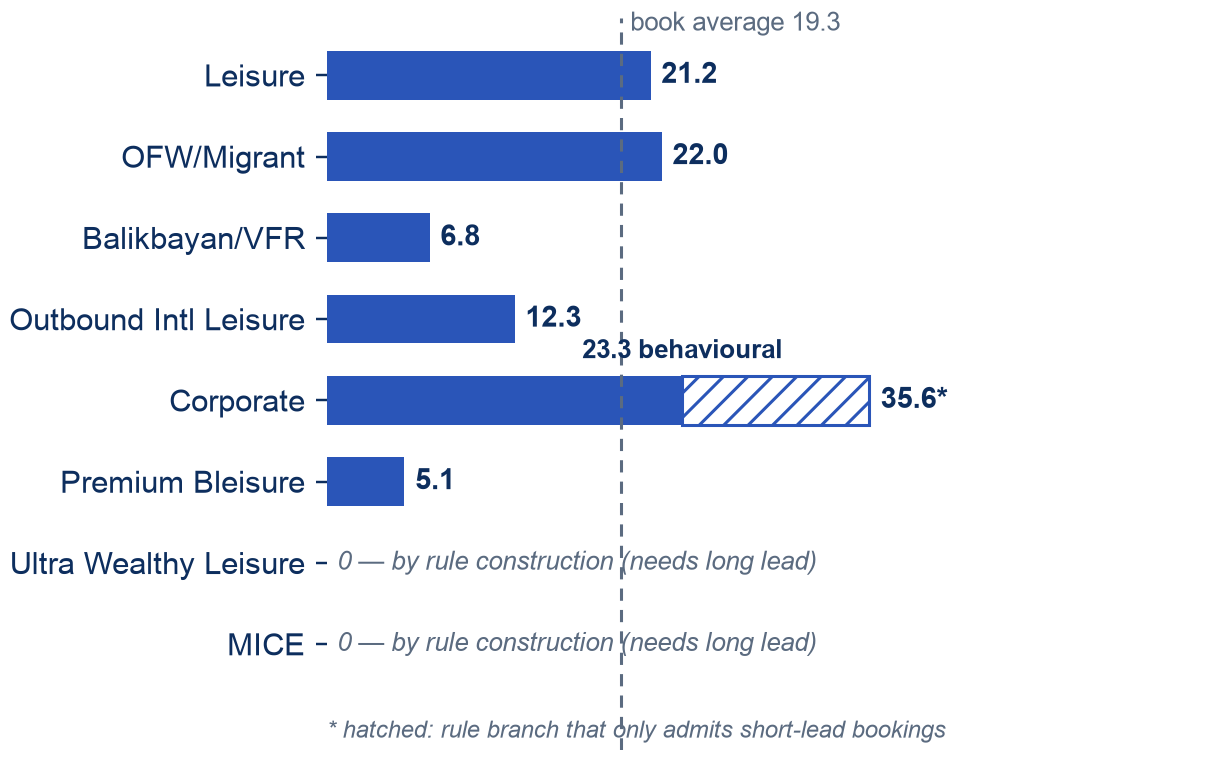 book average 19.3
Leisure 21.2
OFW/Migrant 22.0
Balikbayan/VFR 6.8
Outbound Intl Leisure 12.3
23.3 behavioural
Corporate 35.6*
Premium Bleisure 5.1
Ultra Wealthy Leisure 0 — by rule construction (needs long lead)
MICE 0 — by rule construction (needs long lead)
* hatched: rule branch that only admits short-lead bookings